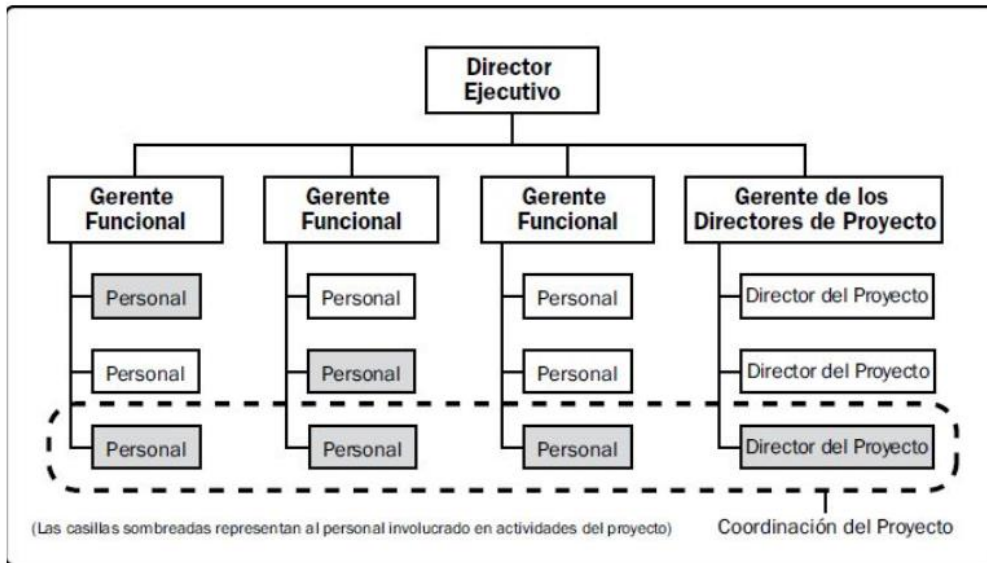 Director
Ejecutivo
Gerente
Funcional
Gerente
Funcional
Gerente
Funcional
Gerente de los
Directores de Proyecto
Personal
Personal
Personal
Director del Proyecto
Personal
Personal
Personal
Director del Proyecto
Personal
Personal
Personal
Director del Proyecto
(Las casillas sombreadas representan al personal involucrado en actividades del proyecto)
Coordinación del Proyecto